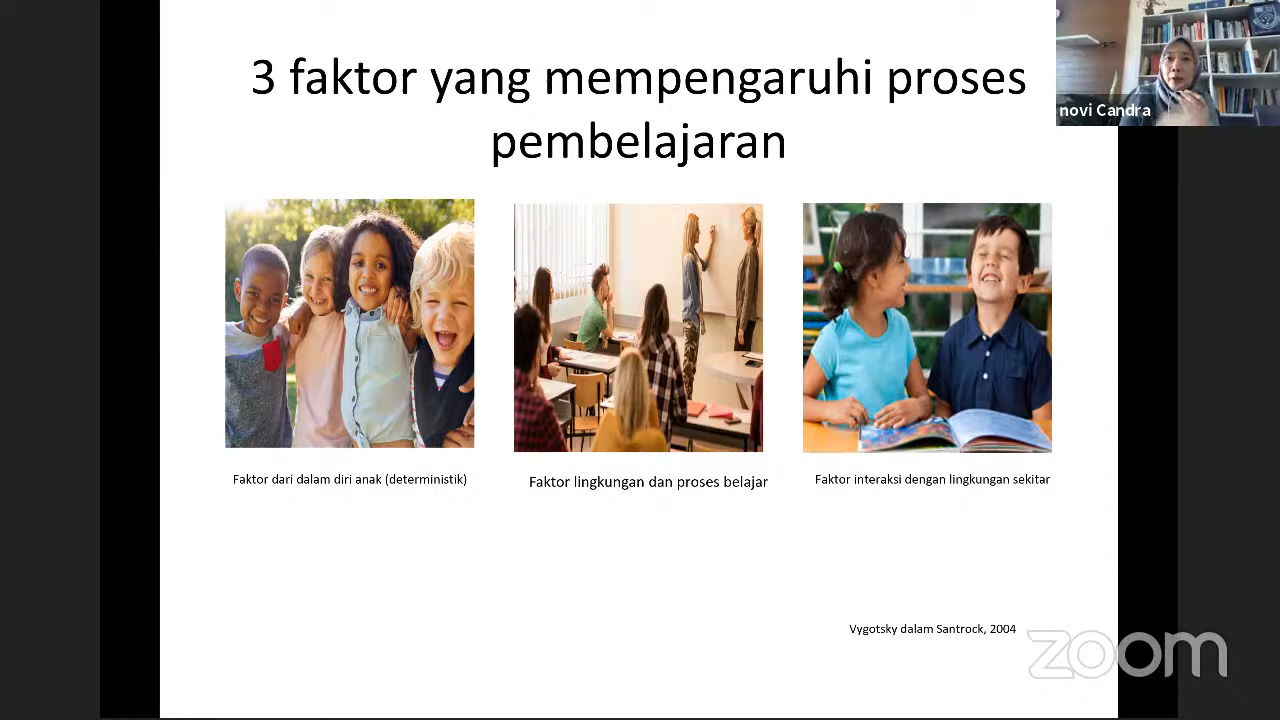 3 faktor yang mempengaruhi proses
pembelajaran
novi Candra
Faktor dari dalam diri anak (deterministik)
Faktor lingkungan dan proses belajar
Faktor interaksi dengan lingkungan sekitar
Vygotsky dalam Santrock, 2004
zoom